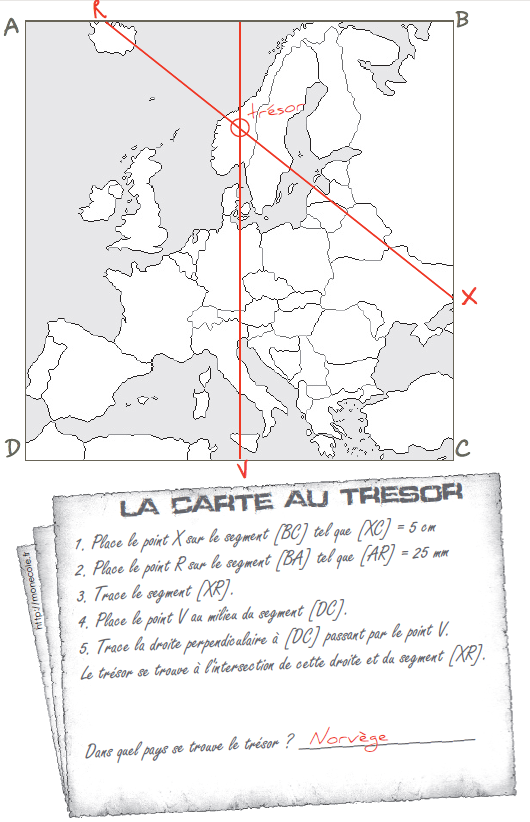 R
A
B
trésor
X
D
C
V
LA CARTE AU TRESOR
1. Place le point X sur le segment [BC] tel que [XC] = 5 cm
2. Place le point R sur le segment [BA] tel que [AR] = 25 mm
3. Trace le segment [XR].
4. Place le point V au milieu du segment [DC].
5. Trace la droite perpendiculaire à [DC] passant par le point V.
Le trésor se trouve à l'intersection de cette droite et du segment [XR].
Dans quel pays se trouve le trésor ? Norvège
http://monecole.fr